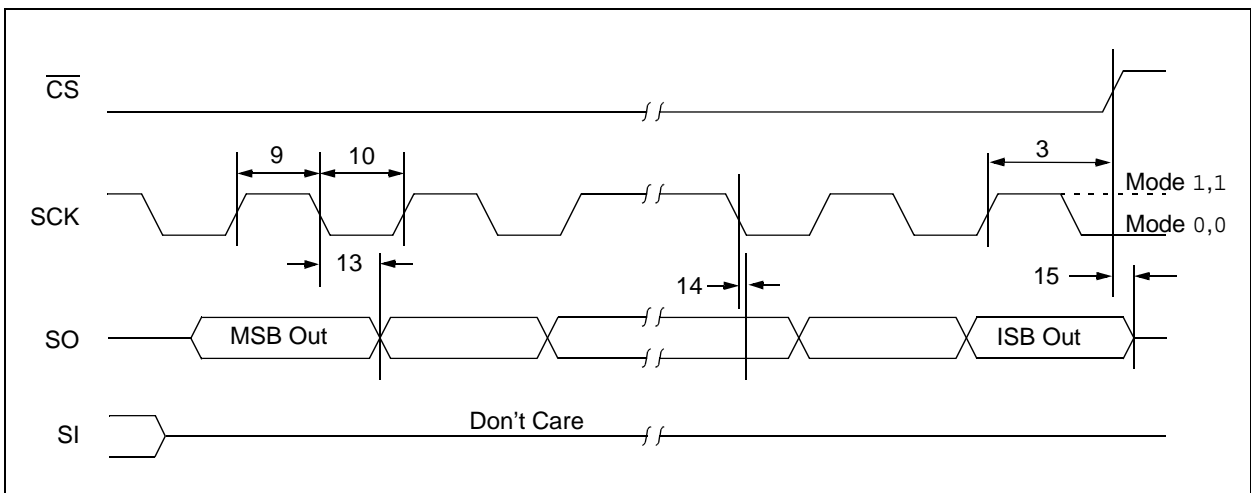 CS
9
10
3
Mode 1,1
SCK
Mode 0,0
13
14
15
SO
MSB Out
ISB Out
Don't Care
SI